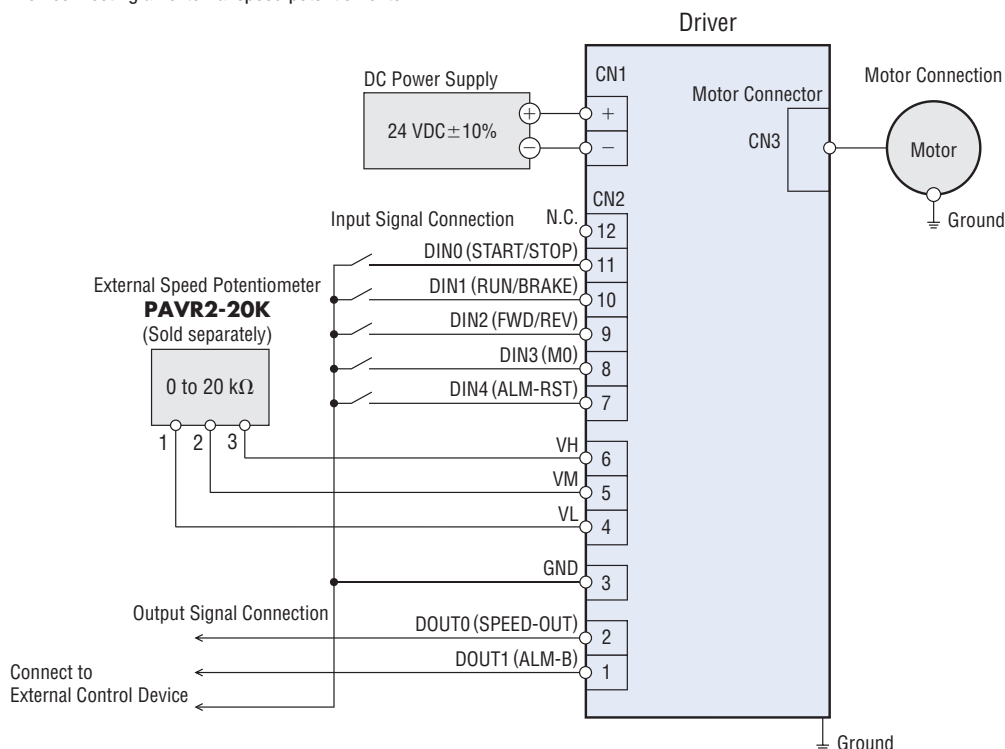 Driver
DC Power Supply
24 VDC±10%
+
−
CN1
+
−
Motor Connector
CN3
Motor Connection
Motor
Ground
CN2
Input Signal Connection
N.C.
12
DIN0 (START/STOP)
11
External Speed Potentiometer
PAVR2-20K
(Sold separately)
0 to 20 kΩ
1
2
3
DIN1 (RUN/BRAKE)
10
DIN2 (FWD/REV)
9
DIN3 (M0)
8
DIN4 (ALM-RST)
7
VH
6
VM
5
VL
4
GND
3
Output Signal Connection
DOUT0 (SPEED-OUT)
2
DOUT1 (ALM-B)
1
Connect to
External Control Device
Ground